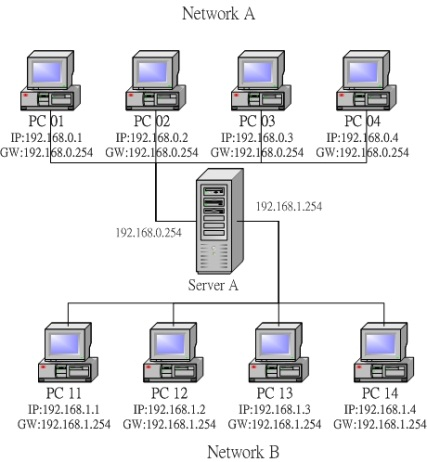 Network A
PC 01
IP:192.168.0.1
GW:192.168.0.254
PC 02
IP:192.168.0.2
GW:192.168.0.254
PC 03
IP:192.168.0.3
GW:192.168.0.254
PC 04
IP:192.168.0.4
GW:192.168.0.254
192.168.1.254
192.168.0.254
Server A
PC 11
IP:192.168.1.1
GW:192.168.1.254
PC 12
IP:192.168.1.2
GW:192.168.1.254
PC 13
IP:192.168.1.3
GW:192.168.1.254
PC 14
IP:192.168.1.4
GW:192.168.1.254
Network B